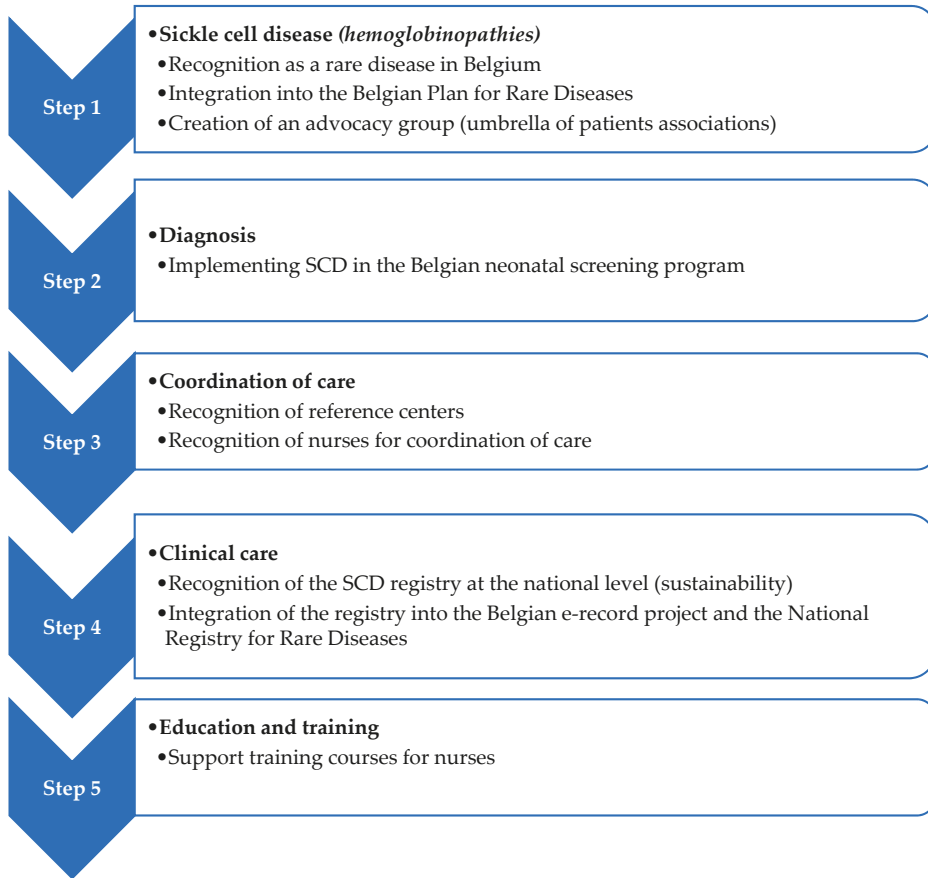 Step 1
•Sickle cell disease (hemoglobinopathies)
•Recognition as a rare disease in Belgium
•Integration into the Belgian Plan for Rare Diseases
•Creation of an advocacy group (umbrella of patients associations)
Step 2
•Diagnosis
•Implementing SCD in the Belgian neonatal screening program
Step 3
•Coordination of care
•Recognition of reference centers
•Recognition of nurses for coordination of care
Step 4
•Clinical care
•Recognition of the SCD registry at the national level (sustainability)
•Integration of the registry into the Belgian e-record project and the National
Registry for Rare Diseases
Step 5
•Education and training
•Support training courses for nurses